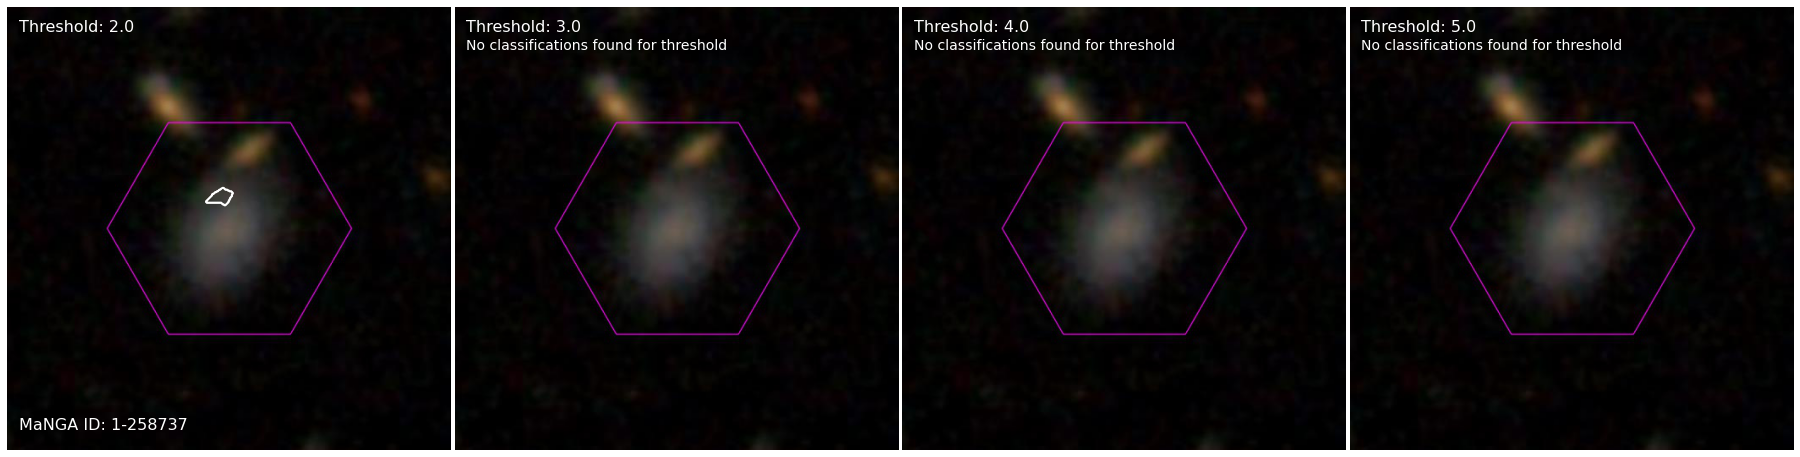 Threshold: 2.0
MaNGA ID: 1-258737
Threshold: 3.0
No classifications found for threshold
Threshold: 4.0
No classifications found for threshold
Threshold: 5.0
No classifications found for threshold